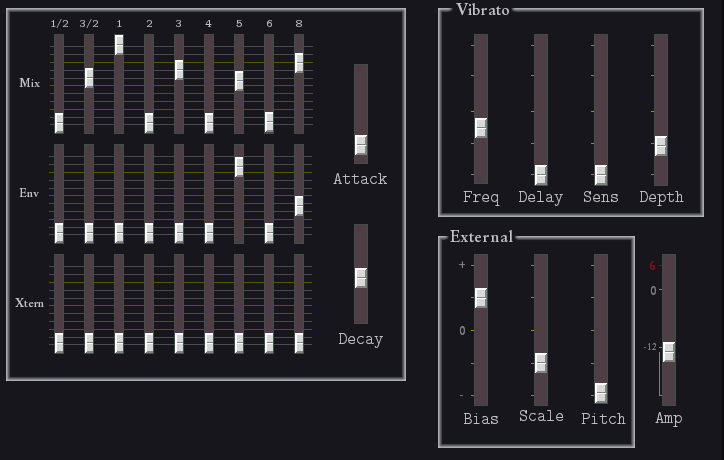 Vibrato
1/2 3/2 1 2 3 4 5 6 8
Mix
Attack
Env
Freq Delay Sens Depth
External
+ 6
0
Xtern
0
-12
Decay
-
Bias Scale Pitch Amp